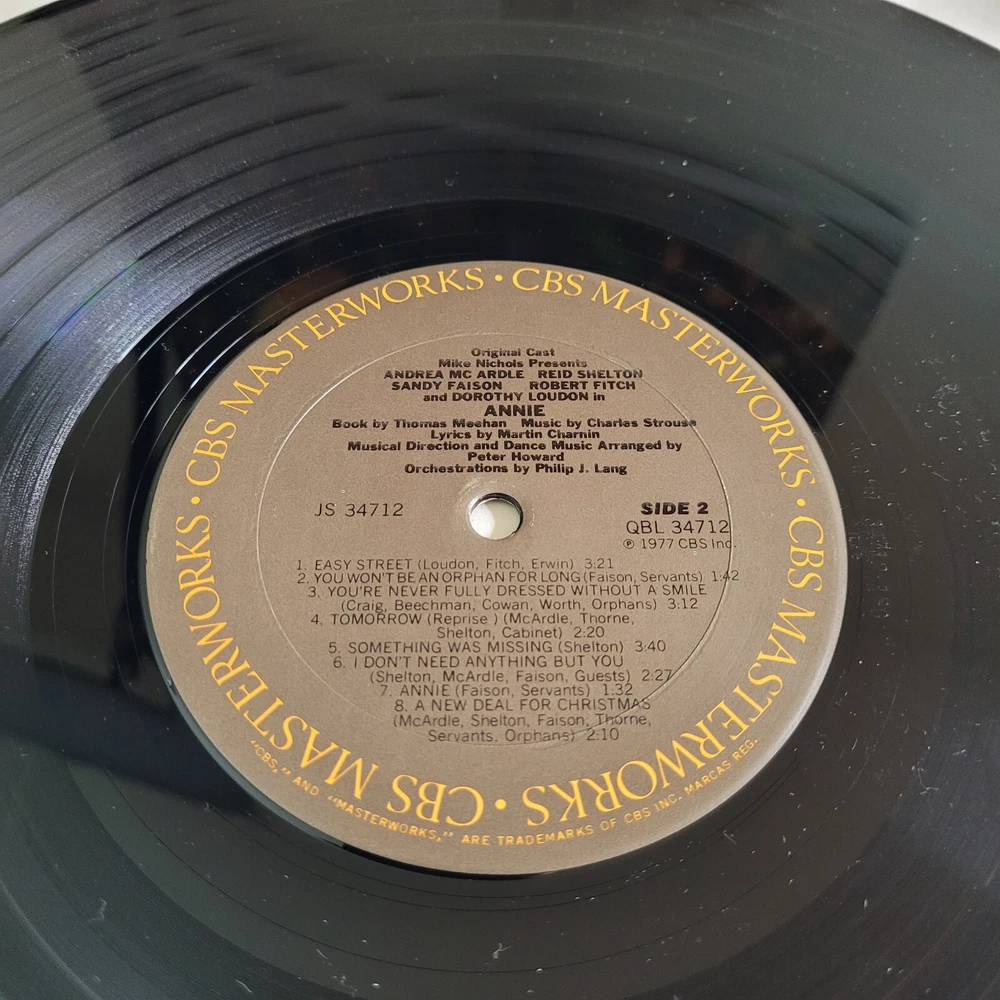 CBS MASTERWORKS • CBS MASTERWORKS • CBS MASTERWORKS • CBS MASTERWORKS • CBS MASTERWORKS •
Original Cast
Mike Nichols Presents
ANDREA MC ARDLE REID SHELTON
SANDY FAISON ROBERT FITCH
and DOROTHY LOUDON in
ANNIE
Book by Thomas Meehan Music by Charles Strouse
Lyrics by Martin Charnin
Musical Direction and Dance Music Arranged by
Peter Howard
Orchestrations by Philip J. Lang
JS 34712
SIDE 2
QBL 34712
℗ 1977 CBS Inc.
1. EASY STREET (Loudon, Fitch, Erwin) 3:21
2. YOU WON'T BE AN ORPHAN FOR LONG (Faison, Servants) 1:42
3. YOU'RE NEVER FULLY DRESSED WITHOUT A SMILE
(Craig, Beechman, Cowan, Worth, Orphans) 3:12
4. TOMORROW (Reprise ) (McArdle, Thorne,
Shelton, Cabinet) 2:20
5. SOMETHING WAS MISSING (Shelton) 3:40
6. I DON'T NEED ANYTHING BUT YOU
(Shelton, McArdle, Faison, Guests) 2:27
7. ANNIE (Faison, Servants) 1:32
8. A NEW DEAL FOR CHRISTMAS
(McArdle, Shelton, Faison, Thorne,
Servants. Orphans) 2:10
"CBS," AND "MASTERWORKS," ARE TRADEMARKS OF CBS INC. MARCAS REG.